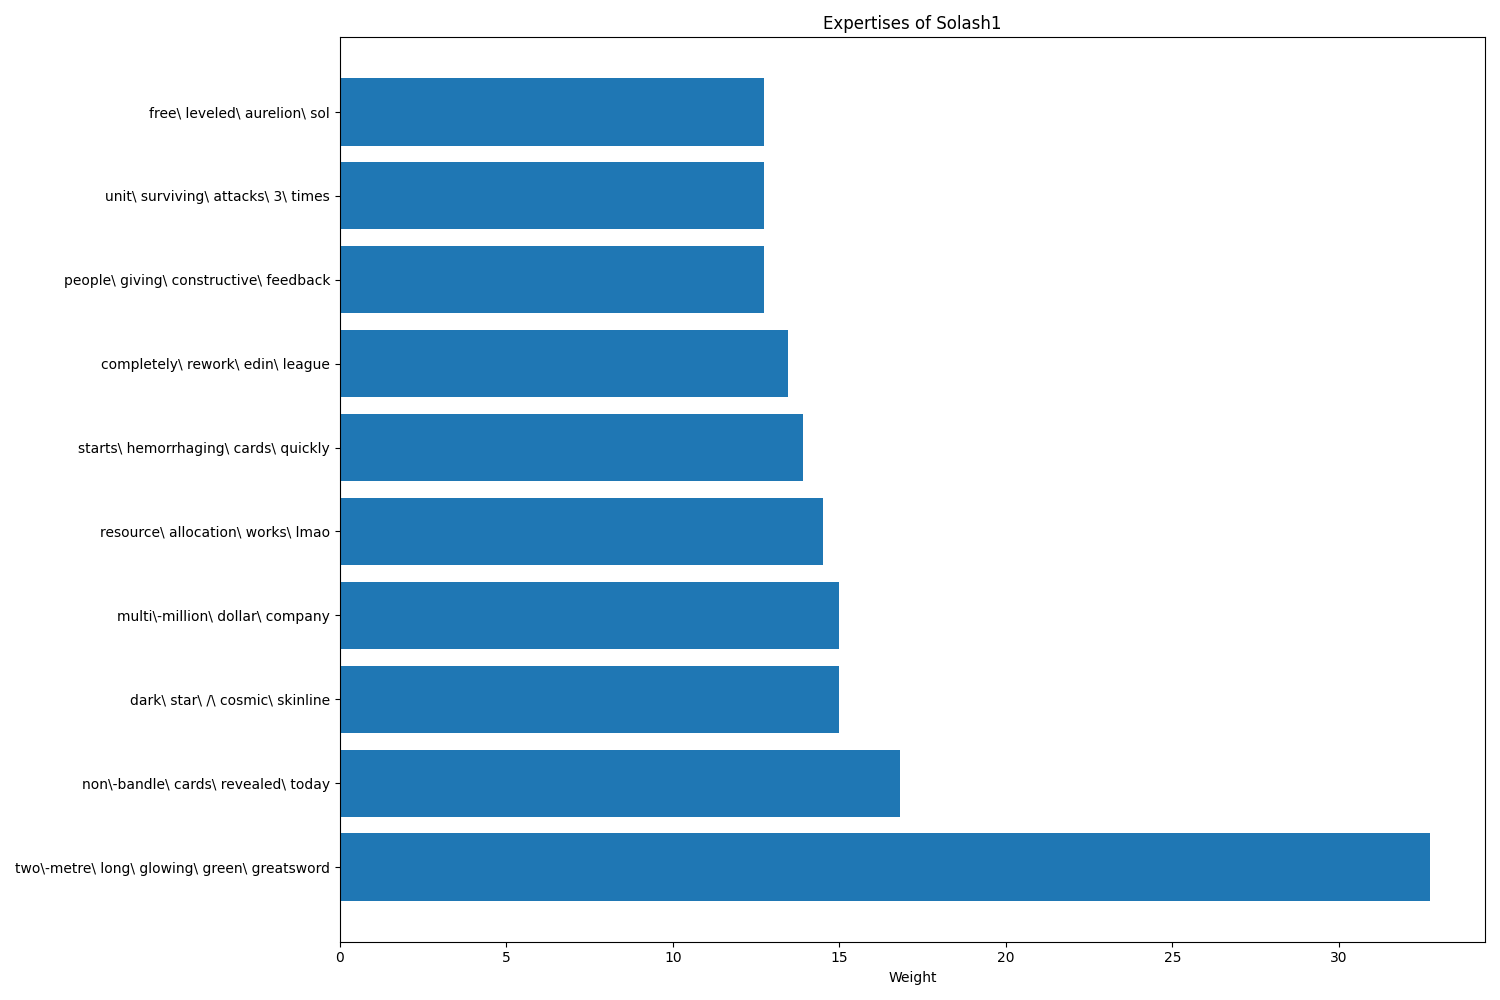 Expertises of Solash1
free\ leveled\ aurelion\ sol
unit\ surviving\ attacks\ 3\ times
people\ giving\ constructive\ feedback
completely\ rework\ edin\ league
starts\ hemorrhaging\ cards\ quickly
resource\ allocation\ works\ lmao
multi\-million\ dollar\ company
dark\ star\ /\ cosmic\ skinline
non\-bandle\ cards\ revealed\ today
two\-metre\ long\ glowing\ green\ greatsword
0 5 10 15 20 25 30
Weight